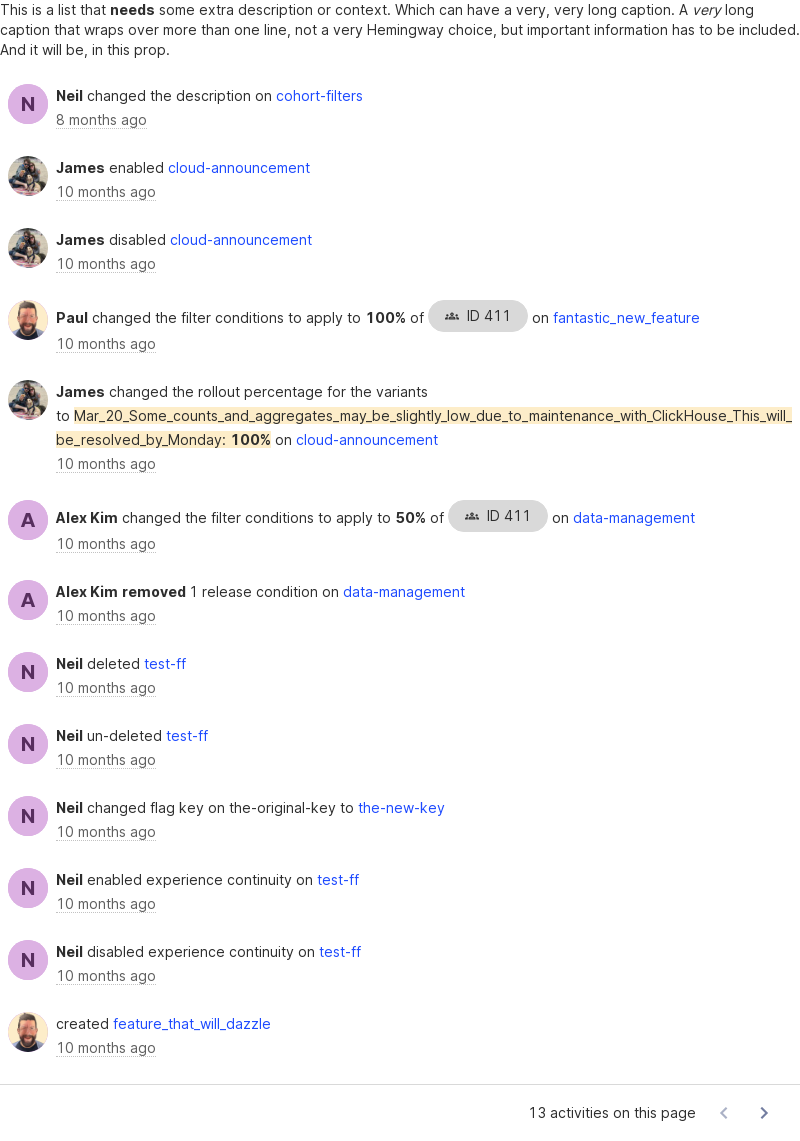 This is a list that needs some extra description or context. Which can have a very, very long caption. A very long
caption that wraps over more than one line, not a very Hemingway choice, but important information has to be included.
And it will be, in this prop.
N Neil changed the description on cohort-filters
8 months ago
James enabled cloud-announcement
10 months ago
James disabled cloud-announcement
10 months ago
Paul changed the filter conditions to apply to 100% of ID 411 on fantastic_new_feature
10 months ago
James changed the rollout percentage for the variants
to Mar_20_Some_counts_and_aggregates_may_be_slightly_low_due_to_maintenance_with_ClickHouse_This_will_
be_resolved_by_Monday: 100% on cloud-announcement
10 months ago
A Alex Kim changed the filter conditions to apply to 50% of ID 411 on data-management
10 months ago
A Alex Kim removed 1 release condition on data-management
10 months ago
N Neil deleted test-ff
10 months ago
N Neil un-deleted test-ff
10 months ago
N Neil changed flag key on the-original-key to the-new-key
10 months ago
N Neil enabled experience continuity on test-ff
10 months ago
N Neil disabled experience continuity on test-ff
10 months ago
created feature_that_will_dazzle
10 months ago
13 activities on this page